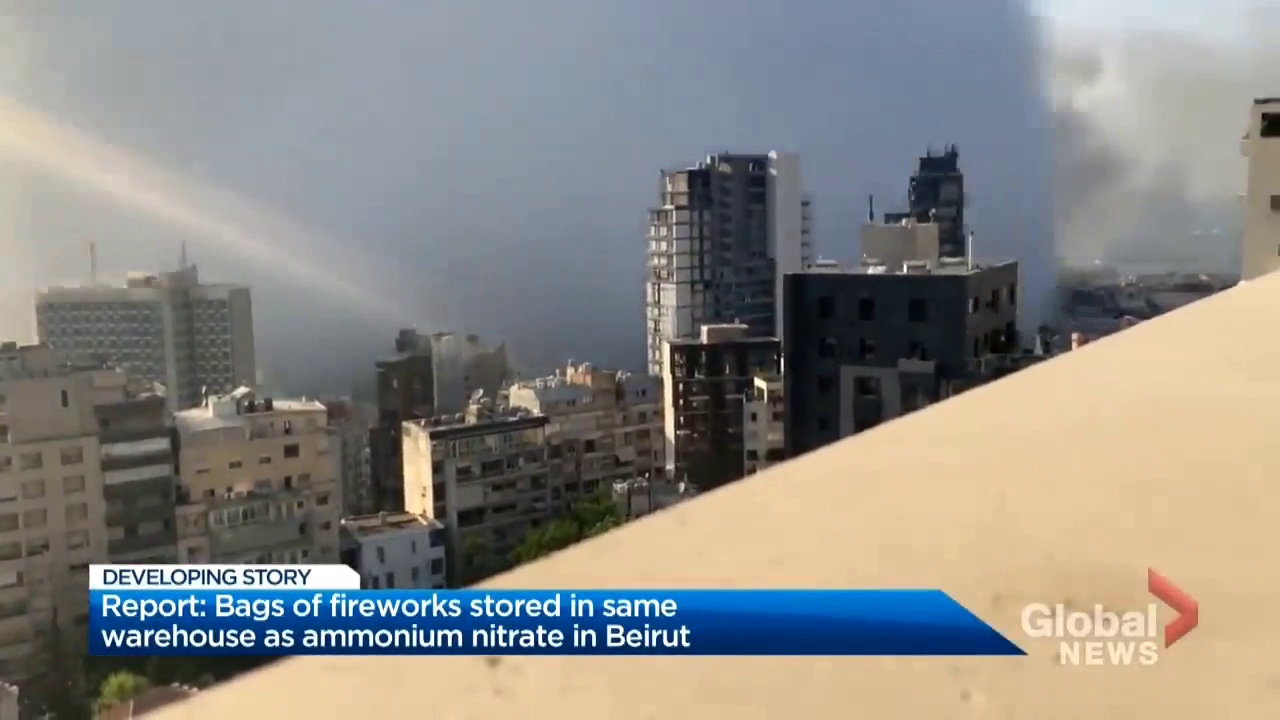 DEVELOPING STORY
Report: Bags of fireworks stored in same
warehouse as ammonium nitrate in Beirut
Global
NEWS